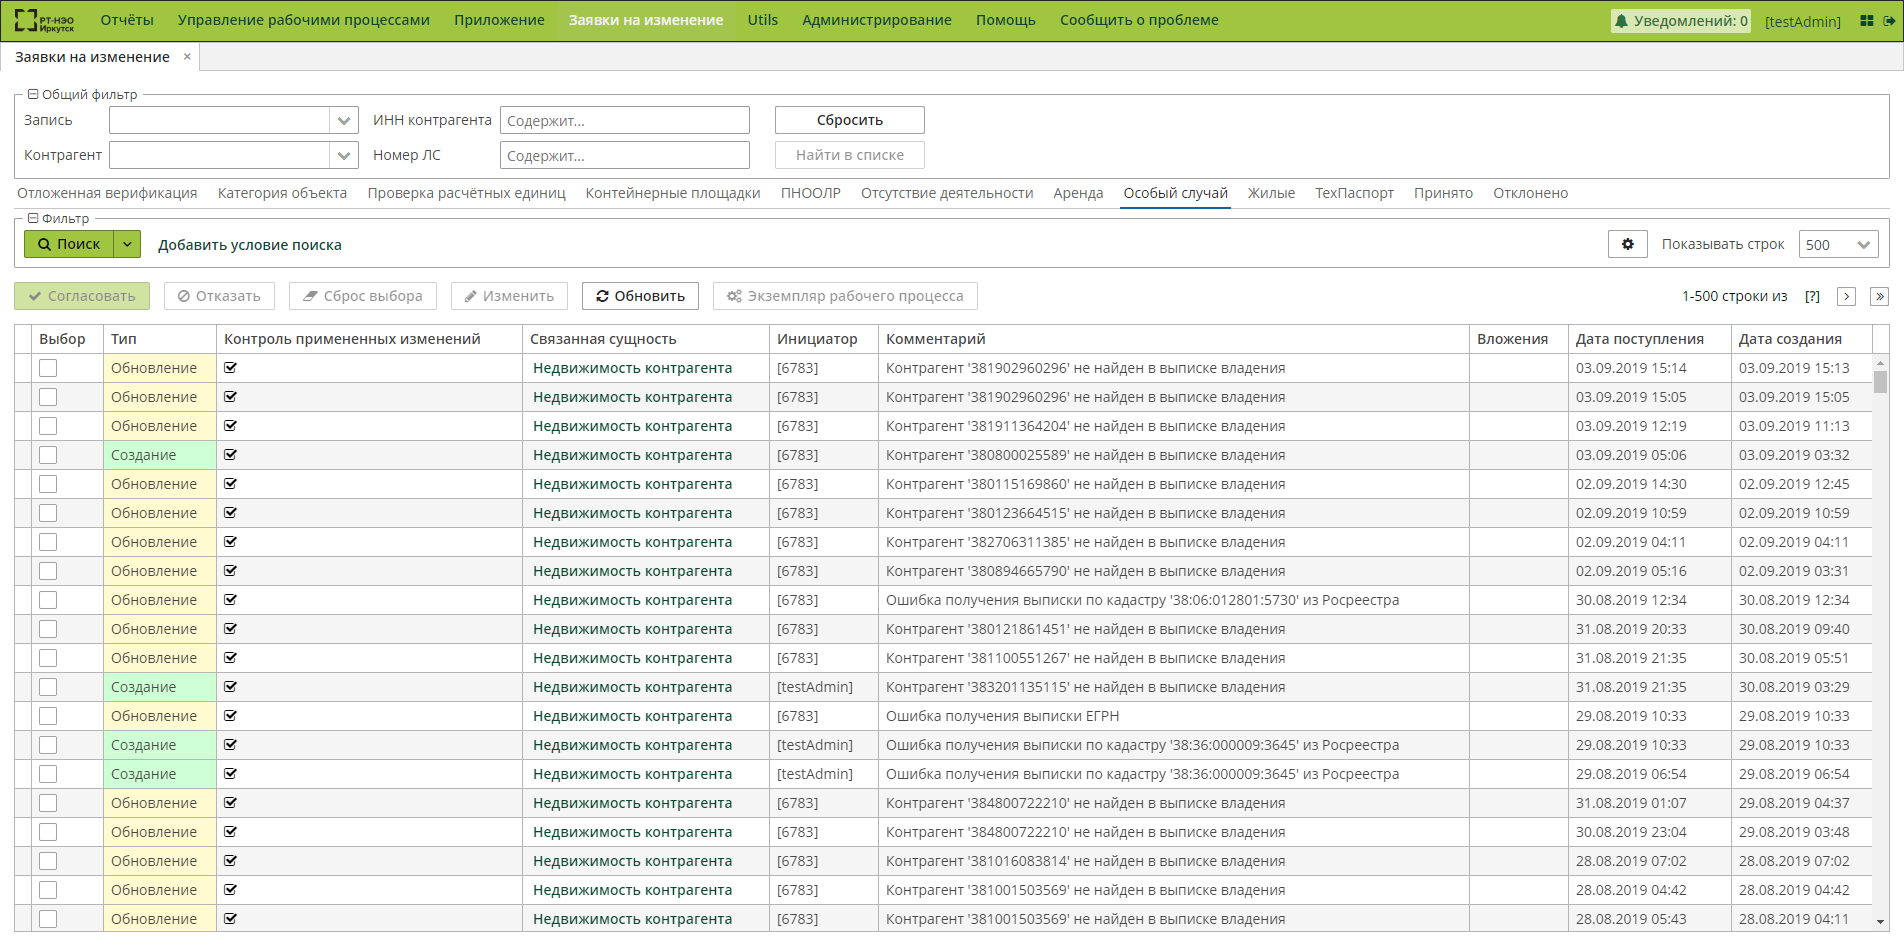 РТ-НЭО Иркутск
Отчёты Управление рабочими процессами Приложение Заявки на изменение Utils Администрирование Помощь Сообщить о проблеме Уведомлений: 0 [testAdmin]
Заявки на изменение ×
Общий фильтр
Запись ИНН контрагента Содержит... Сбросить
Контрагент Номер ЛС Содержит... Найти в списке
Отложенная верификация Категория объекта Проверка расчётных единиц Контейнерные площадки ПНООЛР Отсутствие деятельности Аренда Особый случай Жилые ТехПаспорт Принято Отклонено
Фильтр
Поиск Добавить условие поиска Показывать строк 500
Согласовать Отказать Сброс выбора Изменить Обновить Экземпляр рабочего процесса 1-500 строки из [?]
Выбор Тип Контроль примененных изменений Связанная сущность Инициатор Комментарий Вложения Дата поступления Дата создания
Обновление Недвижимость контрагента [6783] Контрагент '381902960296' не найден в выписке владения 03.09.2019 15:14 03.09.2019 15:13
Обновление Недвижимость контрагента [6783] Контрагент '381902960296' не найден в выписке владения 03.09.2019 15:05 03.09.2019 15:05
Обновление Недвижимость контрагента [6783] Контрагент '381911364204' не найден в выписке владения 03.09.2019 12:19 03.09.2019 11:13
Создание Недвижимость контрагента [6783] Контрагент '380800025589' не найден в выписке владения 03.09.2019 05:06 03.09.2019 03:32
Обновление Недвижимость контрагента [6783] Контрагент '380115169860' не найден в выписке владения 02.09.2019 14:30 02.09.2019 12:45
Обновление Недвижимость контрагента [6783] Контрагент '380123664515' не найден в выписке владения 02.09.2019 10:59 02.09.2019 10:59
Обновление Недвижимость контрагента [6783] Контрагент '382706311385' не найден в выписке владения 02.09.2019 04:11 02.09.2019 04:11
Обновление Недвижимость контрагента [6783] Контрагент '380894665790' не найден в выписке владения 02.09.2019 05:16 02.09.2019 03:31
Обновление Недвижимость контрагента [6783] Ошибка получения выписки по кадастру '38:06:012801:5730' из Росреестра 30.08.2019 12:34 30.08.2019 12:34
Обновление Недвижимость контрагента [6783] Контрагент '380121861451' не найден в выписке владения 31.08.2019 20:33 30.08.2019 09:40
Обновление Недвижимость контрагента [6783] Контрагент '381100551267' не найден в выписке владения 31.08.2019 21:35 30.08.2019 05:51
Создание Недвижимость контрагента [testAdmin] Контрагент '383201135115' не найден в выписке владения 31.08.2019 21:35 30.08.2019 03:29
Обновление Недвижимость контрагента [6783] Ошибка получения выписки ЕГРН 29.08.2019 10:33 29.08.2019 10:33
Создание Недвижимость контрагента [testAdmin] Ошибка получения выписки по кадастру '38:36:000009:3645' из Росреестра 29.08.2019 10:33 29.08.2019 10:33
Создание Недвижимость контрагента [testAdmin] Ошибка получения выписки по кадастру '38:36:000009:3645' из Росреестра 29.08.2019 06:54 29.08.2019 06:54
Обновление Недвижимость контрагента [6783] Контрагент '384800722210' не найден в выписке владения 31.08.2019 01:07 29.08.2019 04:37
Обновление Недвижимость контрагента [6783] Контрагент '384800722210' не найден в выписке владения 30.08.2019 23:04 29.08.2019 03:48
Обновление Недвижимость контрагента [6783] Контрагент '381016083814' не найден в выписке владения 28.08.2019 07:02 28.08.2019 07:02
Обновление Недвижимость контрагента [6783] Контрагент '381001503569' не найден в выписке владения 28.08.2019 04:42 28.08.2019 04:42
Обновление Недвижимость контрагента [6783] Контрагент '381001503569' не найден в выписке владения 28.08.2019 05:43 28.08.2019 04:11